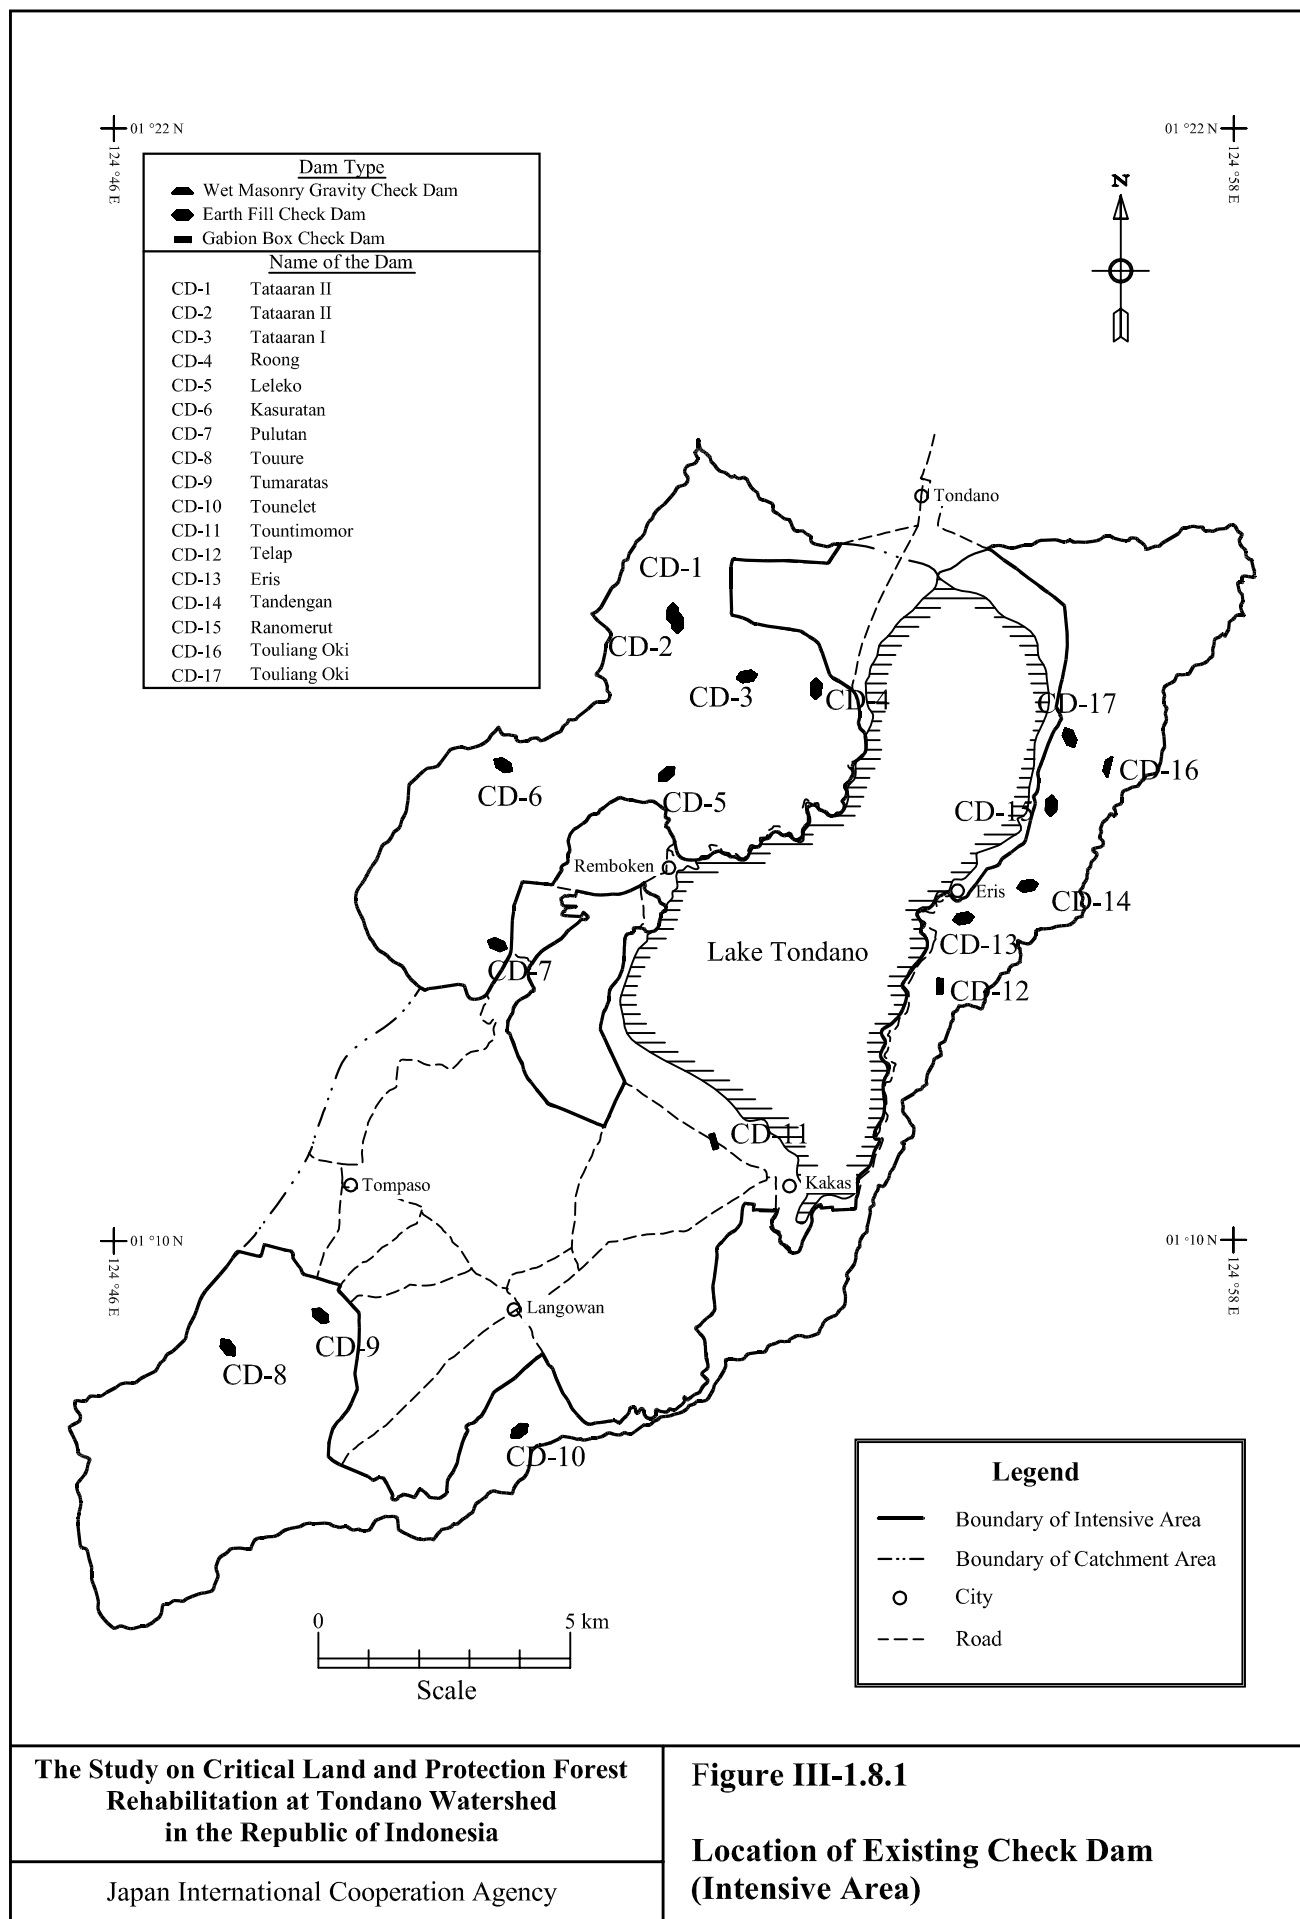 01 °22 N
01 °22 N
124 °46 E
124 °58 E
N
Dam Type
Wet Masonry Gravity Check Dam
Earth Fill Check Dam
Gabion Box Check Dam
Name of the Dam
CD-1 Tataaran II
CD-2 Tataaran II
CD-3 Tataaran I
CD-4 Roong
CD-5 Leleko
CD-6 Kasuratan
CD-7 Pulutan
CD-8 Touure
CD-9 Tumaratas
CD-10 Tounelet
CD-11 Tountimomor
CD-12 Telap
CD-13 Eris
CD-14 Tandengan
CD-15 Ranomerut
CD-16 Touliang Oki
CD-17 Touliang Oki
Tondano
CD-1
CD-2
CD-3
CD-4
CD-17
CD-16
CD-6
CD-5
CD-15
Remboken
Eris
CD-14
CD-13
Lake Tondano
CD-7
CD-12
CD-11
Kakas
Tompaso
01 °10 N
01 °10 N
124 °46 E
124 °58 E
Langowan
CD-9
CD-8
CD-10
Legend
Boundary of Intensive Area
Boundary of Catchment Area
City
Road
0 5 km
Scale
The Study on Critical Land and Protection Forest
Rehabilitation at Tondano Watershed
in the Republic of Indonesia
Japan International Cooperation Agency
Figure III-1.8.1
Location of Existing Check Dam
(Intensive Area)